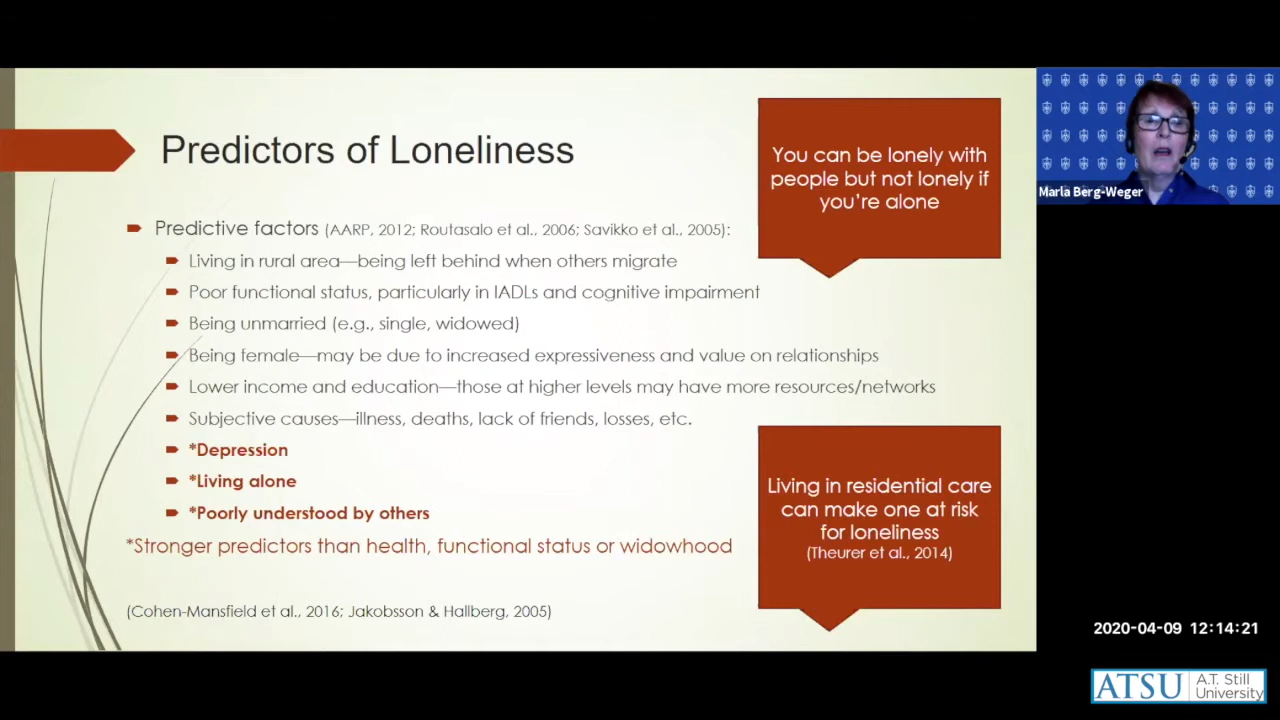 Predictors of Loneliness
Predictive factors (AARP, 2012; Routasalo et al., 2006; Savikko et al., 2005):
Living in rural area—being left behind when others migrate
Poor functional status, particularly in IADLs and cognitive impairment
Being unmarried (e.g., single, widowed)
Being female—may be due to increased expressiveness and value on relationships
Lower income and education—those at higher levels may have more resources/networks
Subjective causes—illness, deaths, lack of friends, losses, etc.
*Depression
*Living alone
*Poorly understood by others
*Stronger predictors than health, functional status or widowhood
(Cohen-Mansfield et al., 2016; Jakobsson & Hallberg, 2005)
You can be lonely with
people but not lonely if
you're alone
Living in residential care
can make one at risk
for loneliness
(Theurer et al., 2014)
Marla Berg-Weger
2020-04-09 12:14:21
ATSU
A.T. Still
University